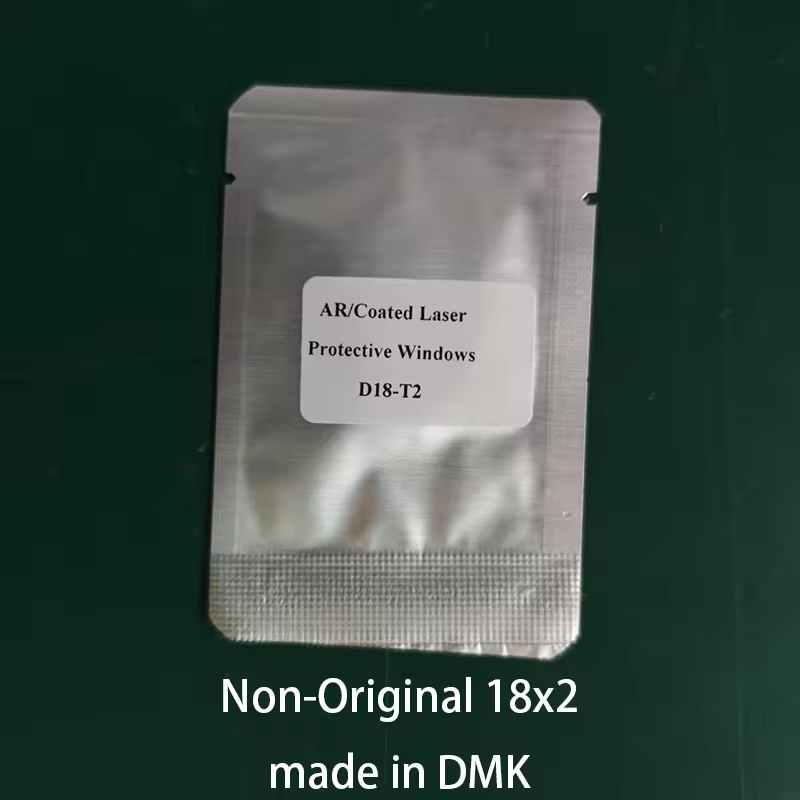 AR/Coated Laser
Protective Windows
D18-T2
Non-Original 18x2
made in DMK